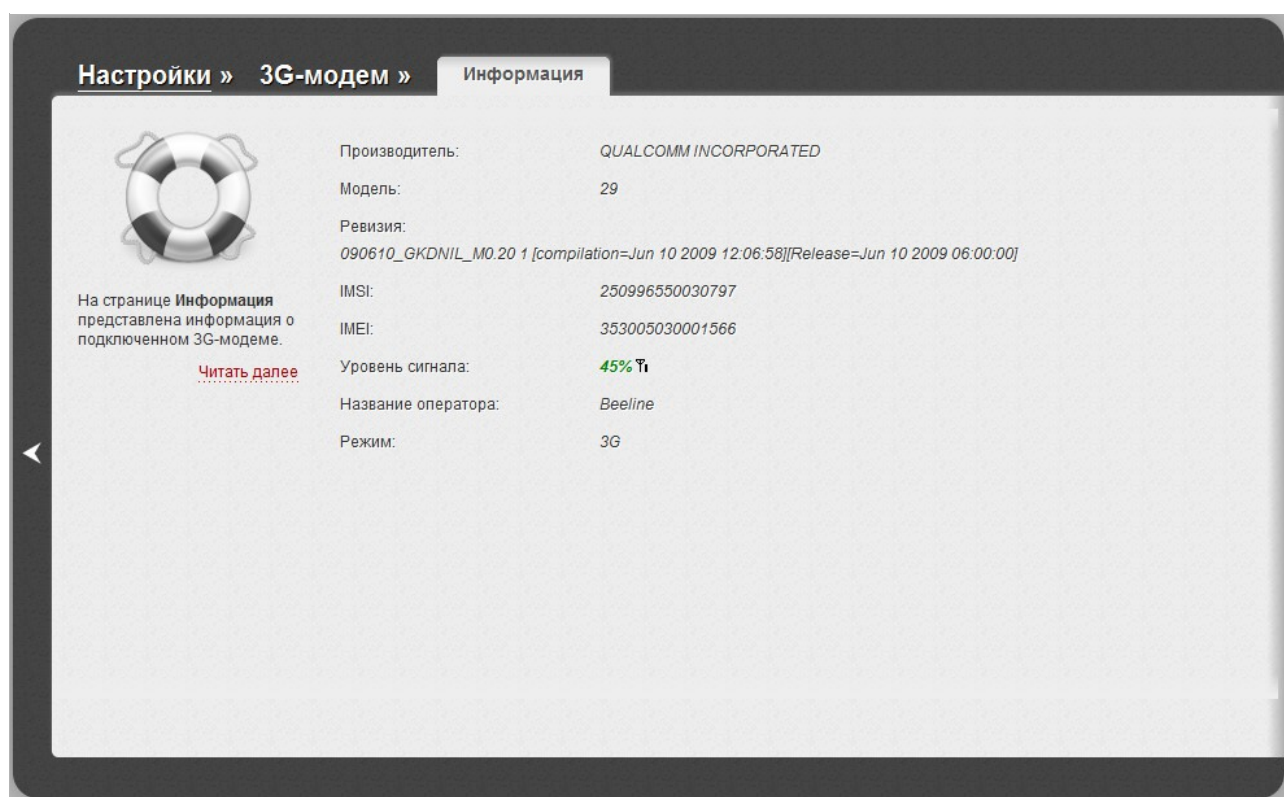 Настройки » 3G-модем » Информация
Производитель: QUALCOMM INCORPORATED
Модель: 29
Ревизия:
090610_GKDNIL_M0.20 1 [compilation=Jun 10 2009 12:06:58][Release=Jun 10 2009 06:00:00]
IMSI: 250996550030797
IMEI: 353005030001566
Уровень сигнала: 45%
Название оператора: Beeline
Режим: 3G
На странице Информация
представлена информация о
подключенном 3G-модеме.
Читать далее